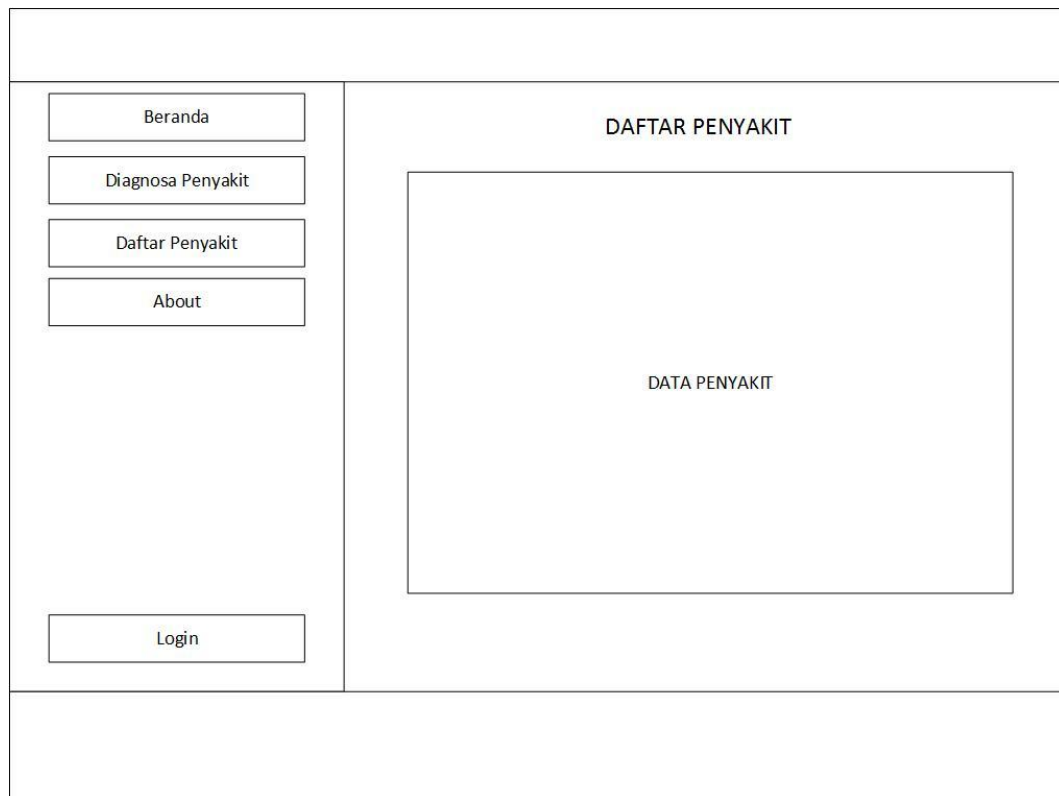 Beranda
Diagnosa Penyakit
Daftar Penyakit
About
Login
DAFTAR PENYAKIT
DATA PENYAKIT